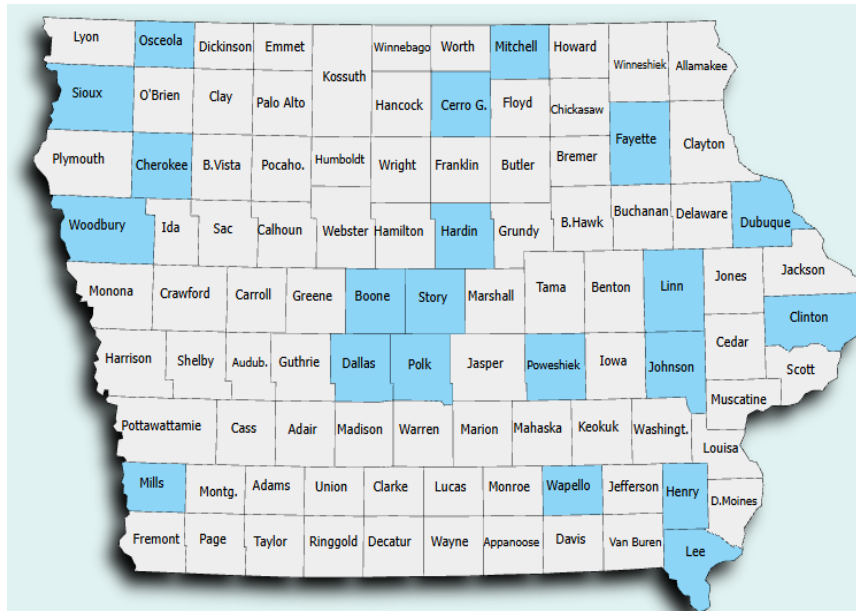 Lyon
Osceola
Dickinson
Emmet
Kossuth
Winnebago
Worth
Mitchell
Howard
Winneshiek
Allamakee
Sioux
O'Brien
Clay
Palo Alto
Hancock
Cerro G.
Floyd
Chickasaw
Fayette
Clayton
Plymouth
Cherokee
B.Vista
Pocaho.
Humboldt
Wright
Franklin
Butler
Bremer
Woodbury
Ida
Sac
Calhoun
Webster
Hamilton
Hardin
Grundy
B.Hawk
Buchanan
Delaware
Dubuque
Monona
Crawford
Carroll
Greene
Boone
Story
Marshall
Tama
Benton
Linn
Jones
Jackson
Clinton
Harrison
Shelby
Audub.
Guthrie
Dallas
Polk
Jasper
Poweshiek
Iowa
Johnson
Cedar
Scott
Muscatine
Pottawattamie
Cass
Adair
Madison
Warren
Marion
Mahaska
Keokuk
Washingt.
Louisa
Mills
Montg.
Adams
Union
Clarke
Lucas
Monroe
Wapello
Jefferson
Henry
D.Moines
Fremont
Page
Taylor
Ringgold
Decatur
Wayne
Appanoose
Davis
Van Buren
Lee